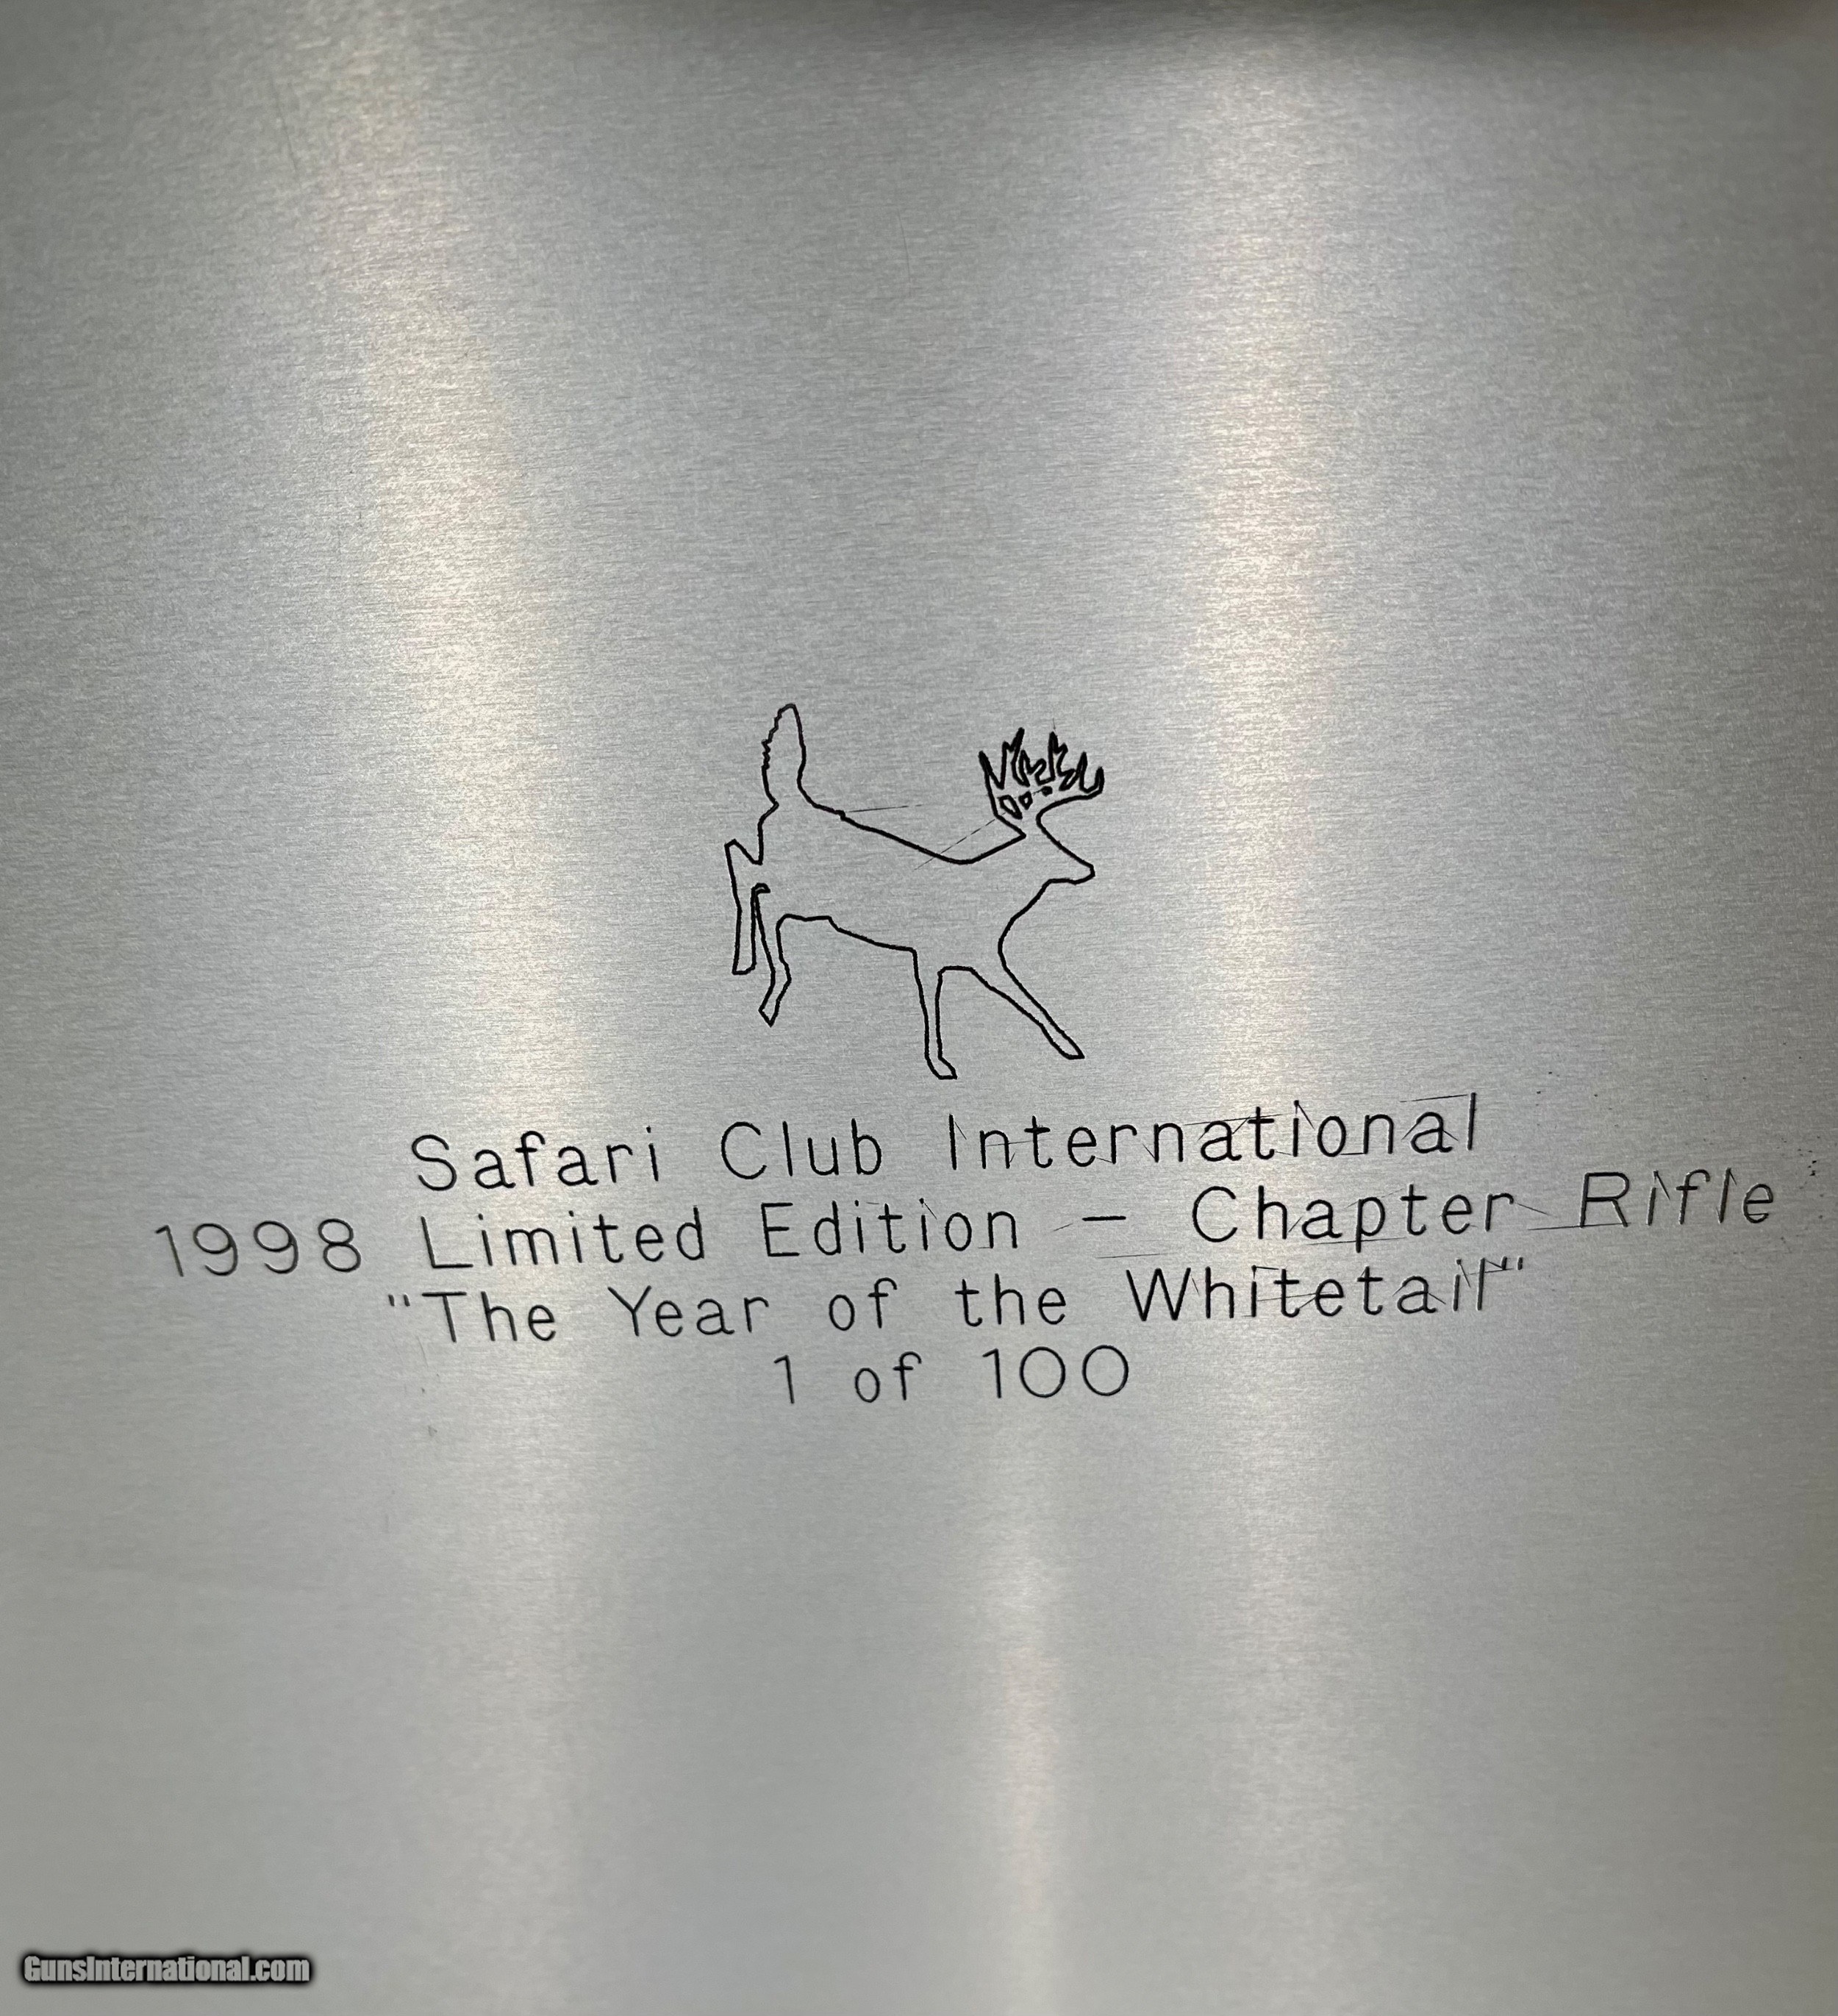 Safari Club International
1998 Limited Edition - Chapter Rifle
"The Year of the Whitetail"
1 of 100
GunsInternational.com